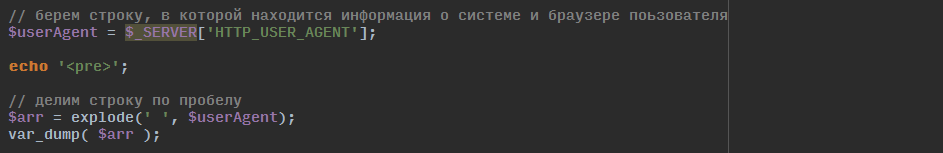 // берем строку, в которой находится информация о системе и браузере поьзователя
$userAgent = $_SERVER['HTTP_USER_AGENT'];
echo '<pre>';
// делим строку по пробелу
$arr = explode(' ', $userAgent);
var_dump( $arr );